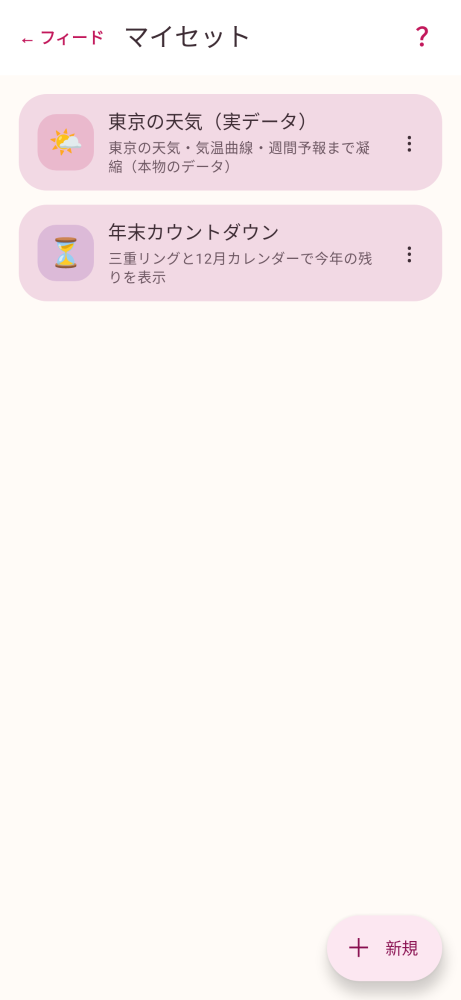 ← フィード マイセット ?
東京の天気（実データ）
東京の天気・気温曲線・週間予報まで凝
縮（本物のデータ）
年末カウントダウン
三重リングと12月カレンダーで今年の残
りを表示
新規